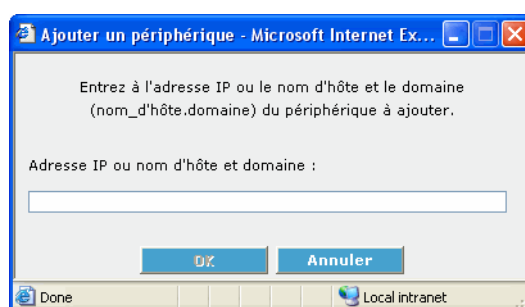 Ajouter un périphérique - Microsoft Internet Ex...
Entrez à l'adresse IP ou le nom d'hôte et le domaine
(nom_d'hôte.domaine) du périphérique à ajouter.
Adresse IP ou nom d'hôte et domaine :
OK Annuler
Done Local intranet